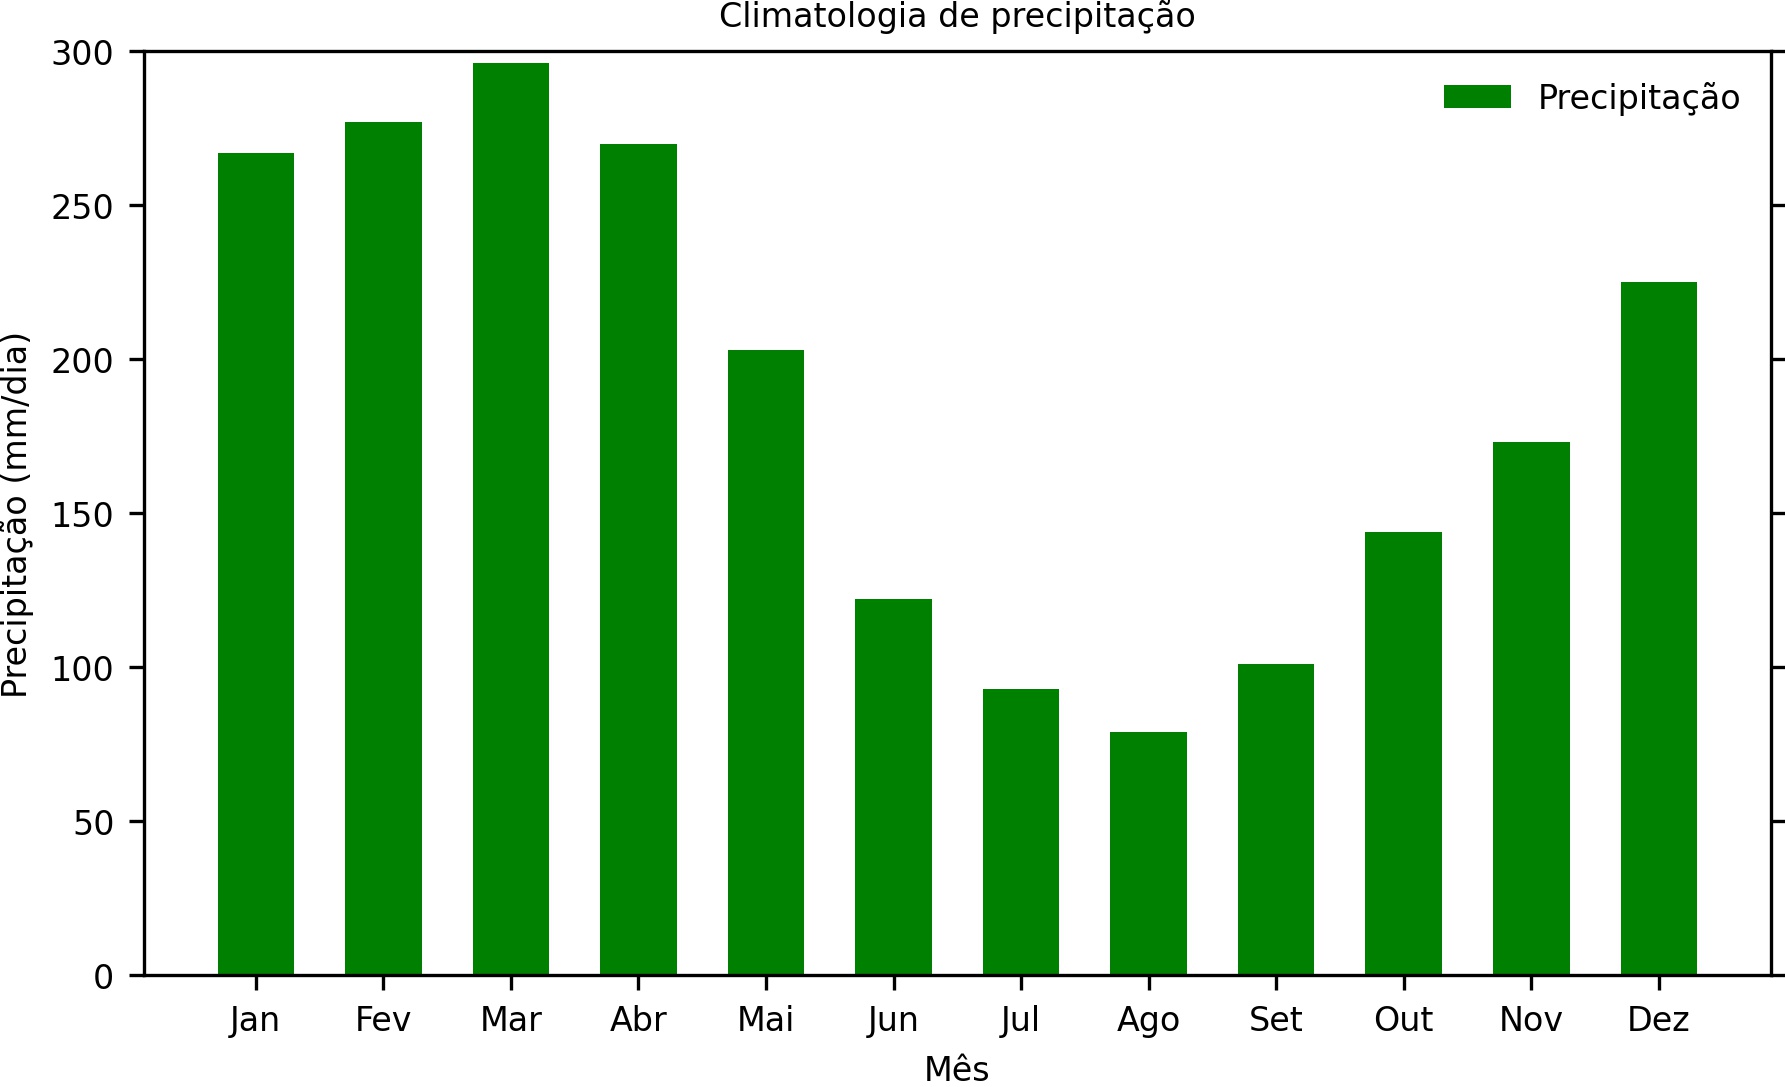 Climatologia de precipitação
Precipitação
Precipitação (mm/dia)
300
250
200
150
100
50
0
Jan Fev Mar Abr Mai Jun Jul Ago Set Out Nov Dez
Mês